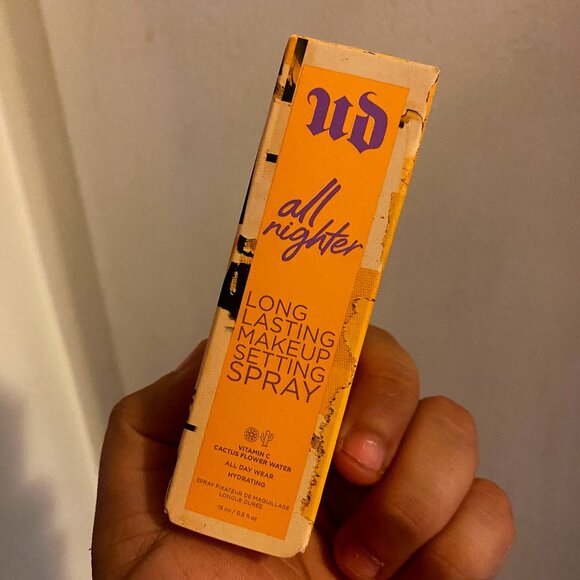 UD
all
nighter
LONG
LASTING
MAKEUP
SETTING
SPRAY
VITAMIN C
CACTUS FLOWER WATER
ALL DAY WEAR
HYDRATING
SPRAY FIXATEUR DE MAQUILLAGE
LONGUE DURÉE
15 ml / 0.5 fl oz